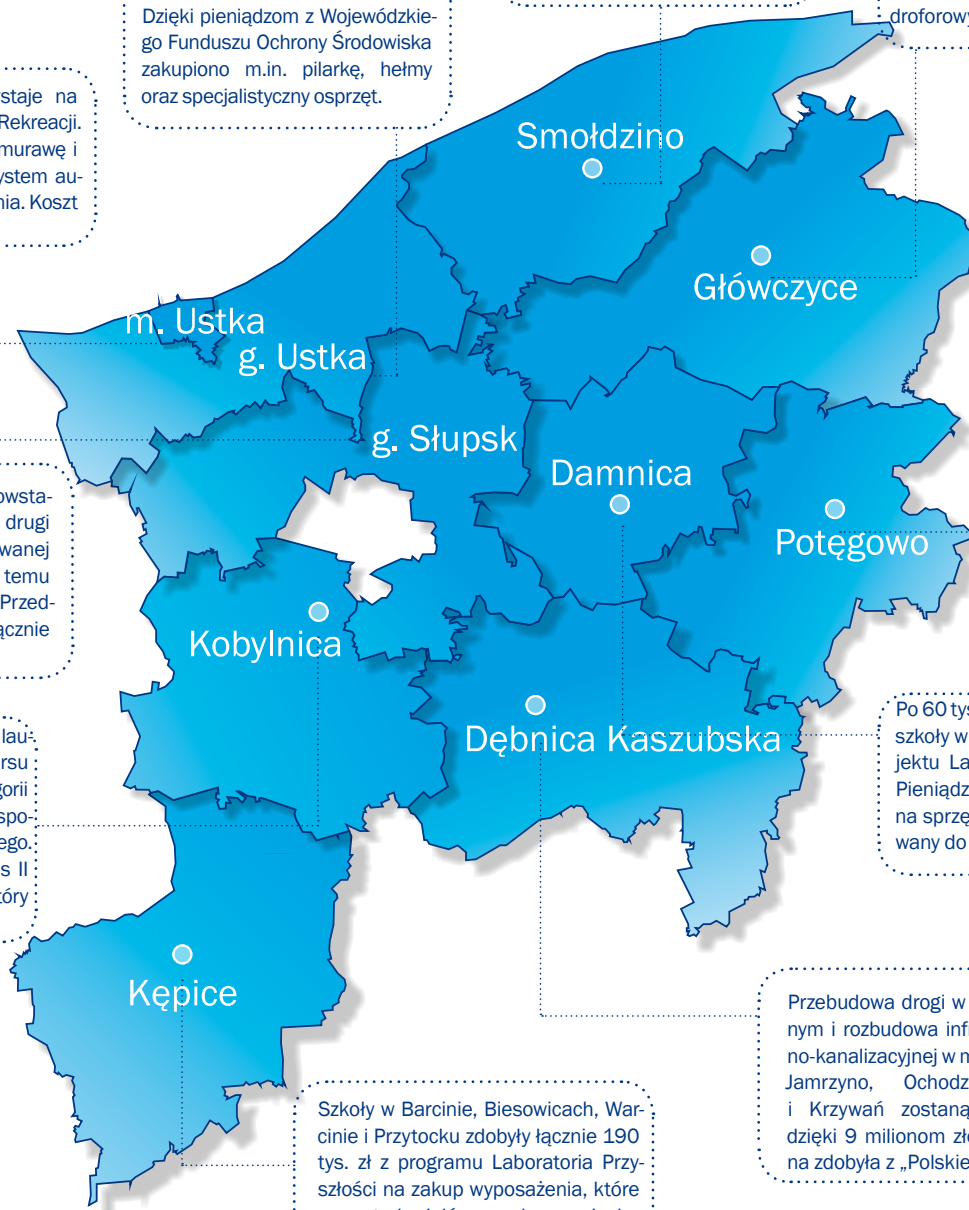 Dzięki pieniądzom z Wojewódzkie-
go Funduszu Ochrony Środowiska
zakupiono m.in. pilarkę, hełmy
oraz specjalistyczny osprzęt.
droforowy
staje na
Rekreacji.
murawę i
ystem au-
nia. Koszt
Smołdzino
Główczyce
m. Ustka
g. Ustka
g. Słupsk
Damnica
Potęgowo
owsta-
drugi
wanej
temu
Przed-
ącznie
Kobylnica
Dębnica Kaszubska
lau-
rsu
gorii
spo-
ego.
s II
tóry
Po 60 tys
szkoły w
jektu La
Pieniądz
na sprzę
wany do
Kępice
Przebudowa drogi w
nym i rozbudowa inf
no-kanalizacyjnej w m
Jamrzyno, Ochodz
i Krzywań zostaną
dzięki 9 milionom zł
na zdobyła z „Polskie
Szkoły w Barcinie, Biesowicach, War-
cinie i Przytocku zdobyły łącznie 190
tys. zł z programu Laboratoria Przy-
szłości na zakup wyposażenia, które